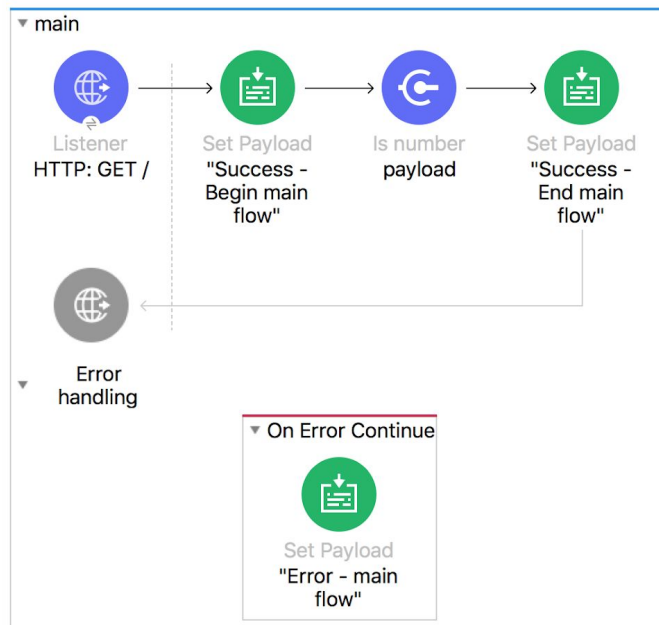 main
Listener
HTTP: GET /
Set Payload
"Success -
Begin main
flow"
Is number
payload
Set Payload
"Success -
End main
flow"
Error
handling
On Error Continue
Set Payload
"Error - main
flow"